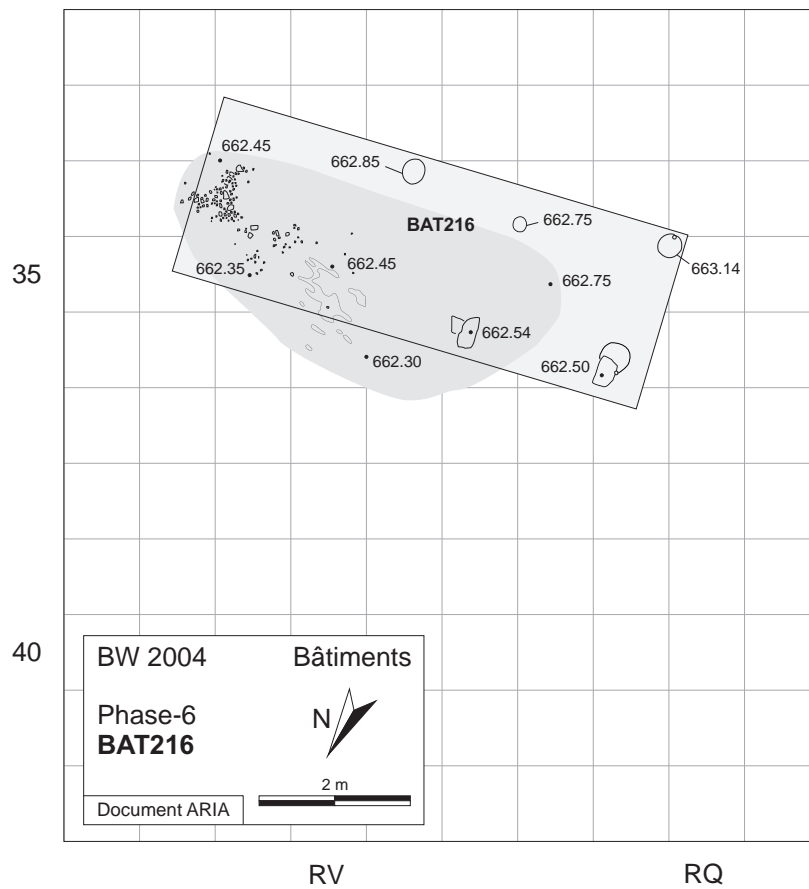 662.45
662.85
BAT216
662.75
663.14
35
662.35
662.45
662.75
662.54
662.30
662.50
40
BW 2004 Bâtiments
Phase-6
BAT216
N
2 m
Document ARIA
RV RQ